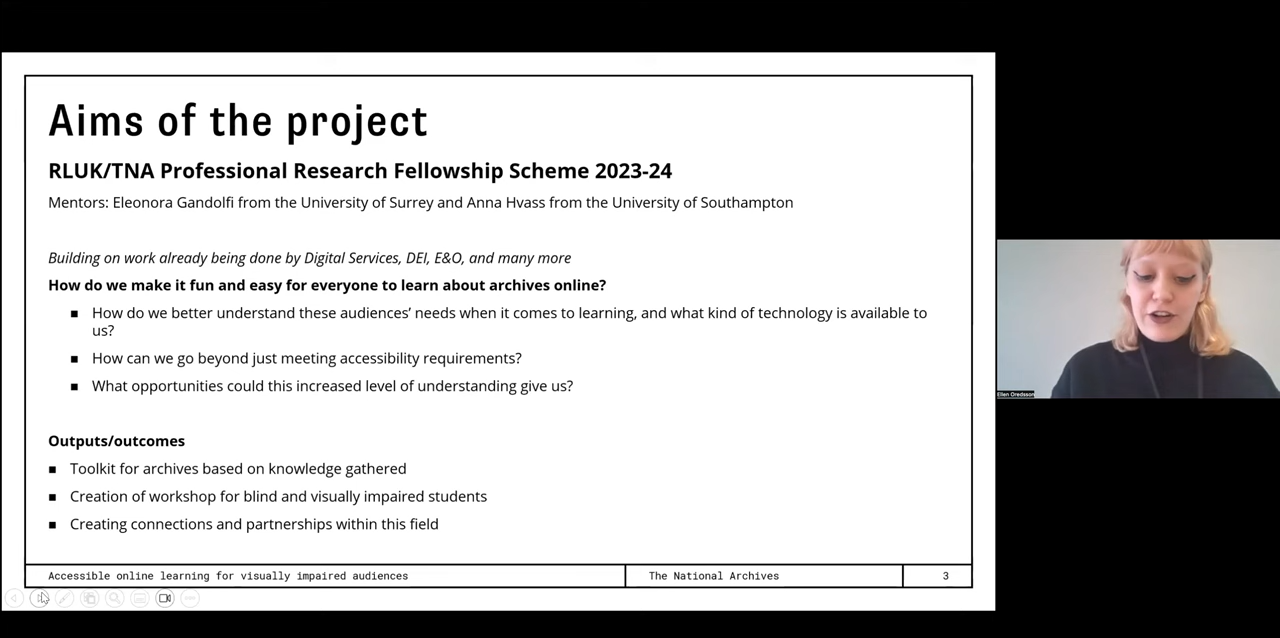 Aims of the project
RLUK/TNA Professional Research Fellowship Scheme 2023-24
Mentors: Eleonora Gandolfi from the University of Surrey and Anna Hvass from the University of Southampton
Building on work already being done by Digital Services, DEI, E&O, and many more
How do we make it fun and easy for everyone to learn about archives online?
■ How do we better understand these audiences’ needs when it comes to learning, and what kind of technology is available to
us?
■ How can we go beyond just meeting accessibility requirements?
■ What opportunities could this increased level of understanding give us?
Outputs/outcomes
■ Toolkit for archives based on knowledge gathered
■ Creation of workshop for blind and visually impaired students
■ Creating connections and partnerships within this field
Accessible online learning for visually impaired audiences
The National Archives
3
Ellen Oredsson